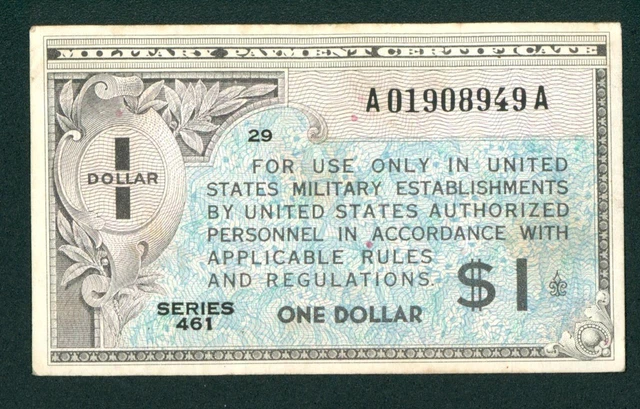 MILITARY PAYMENT CERTIFICATE
A01908949A
29
1
DOLLAR
FOR USE ONLY IN UNITED
STATES MILITARY ESTABLISHMENTS
BY UNITED STATES AUTHORIZED
PERSONNEL IN ACCORDANCE WITH
APPLICABLE RULES
AND REGULATIONS.
$1
SERIES
461
ONE DOLLAR